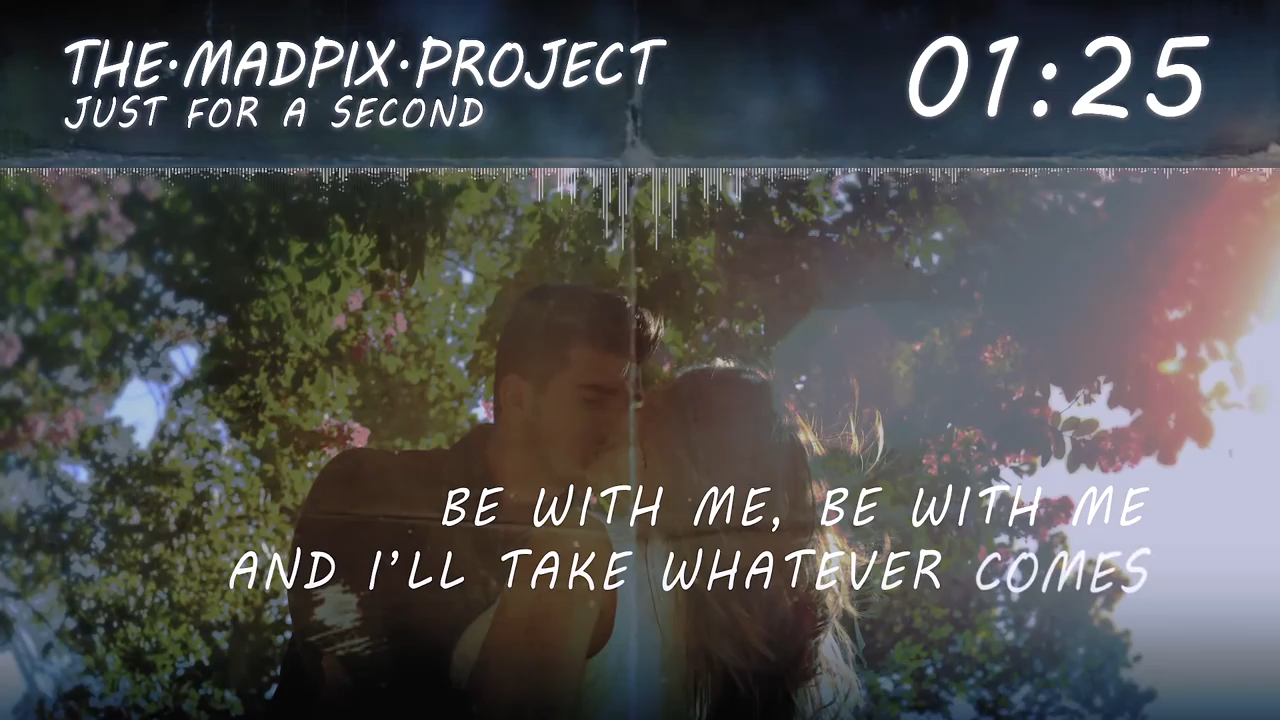 THE·MADPIX·PROJECT
JUST FOR A SECOND
01:25
BE WITH ME, BE WITH ME
AND I'LL TAKE WHATEVER COMES